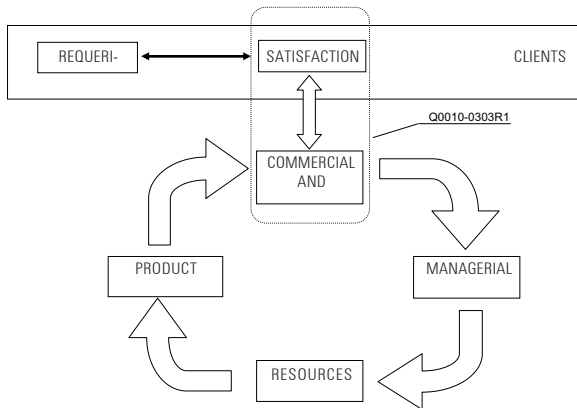 REQUERI-
SATISFACTION
CLIENTS
Q0010-0303R1
COMMERCIAL
AND
PRODUCT
MANAGERIAL
RESOURCES